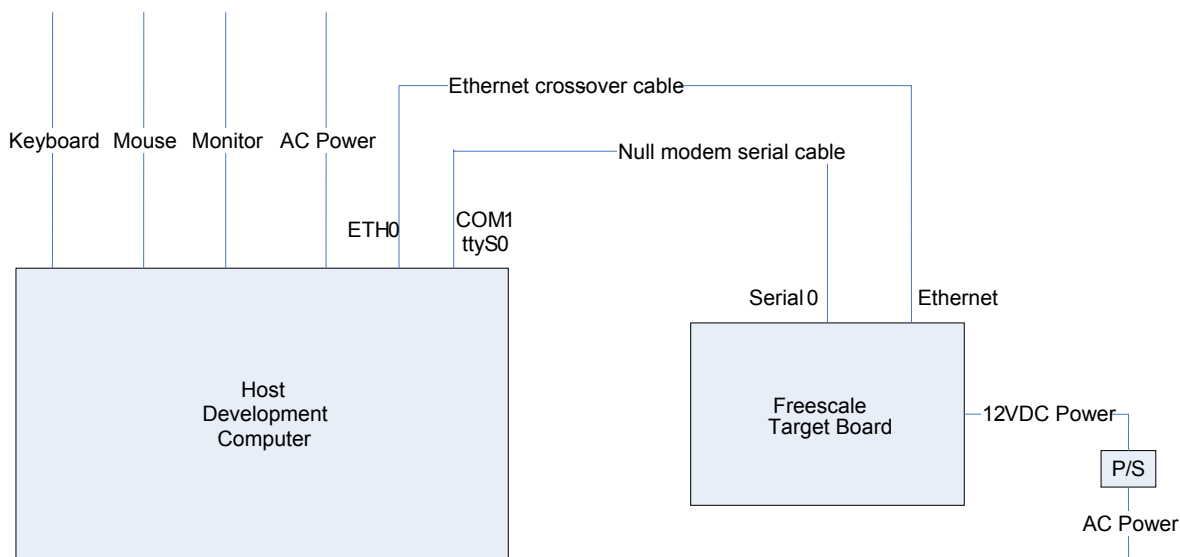 Ethernet crossover cable
Keyboard Mouse Monitor AC Power
Null modem serial cable
ETH0
COM1
ttyS0
Serial 0
Ethernet
Host
Development
Computer
Freescale
Target Board
12VDC Power
P/S
AC Power